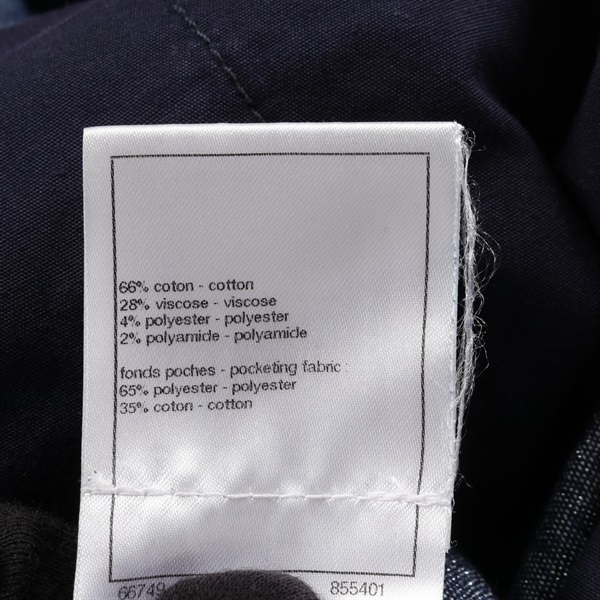 66% coton - cotton
28% viscose - viscose
4% polyester - polyester
2% polyamide - polyamide
fonds poches - pocketing fabric :
65% polyester - polyester
35% coton - cotton
66749 855401